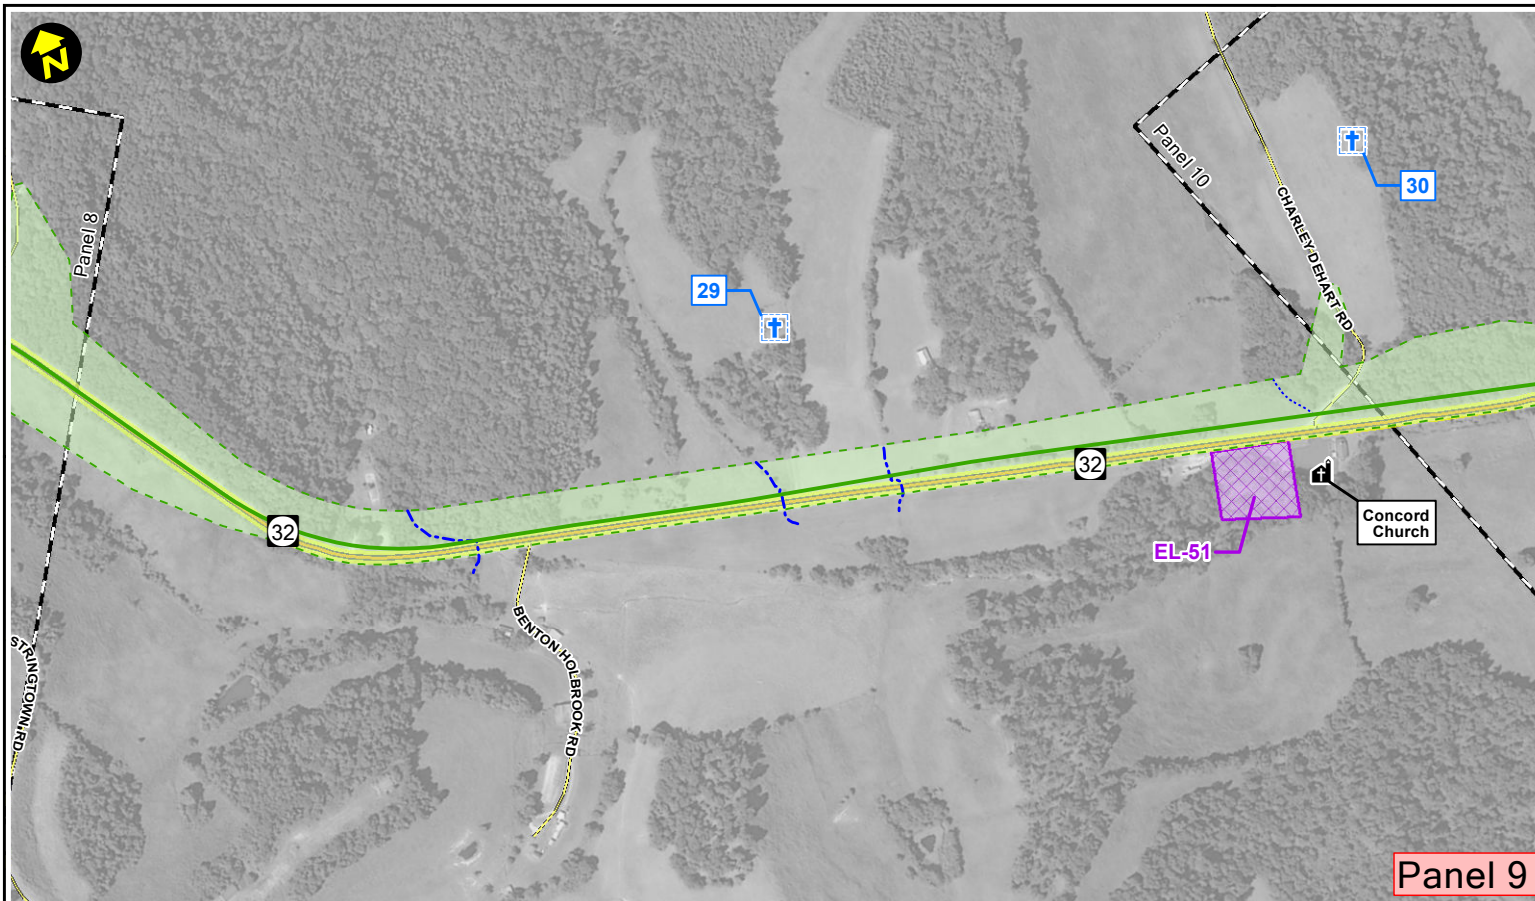 N
Panel 8
Panel 10
30
CHARLEY DEHART RD
29
32
32
Concord
Church
EL-51
STRINGTOWN RD
BENTON HOLBROOK RD
Panel 9